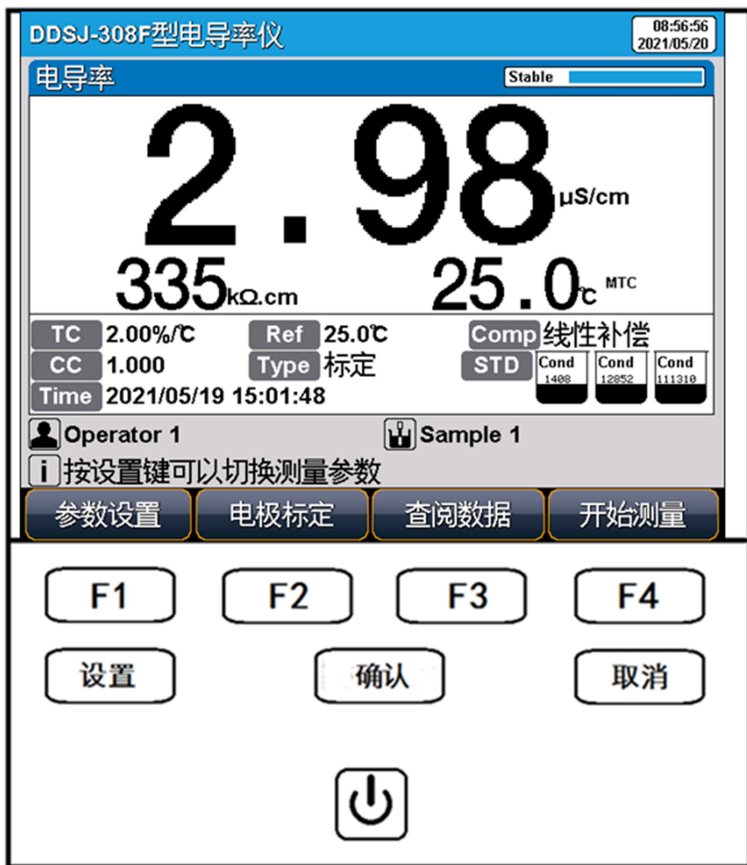 DDSJ-308F型电导率仪
08:56:56
2021/05/20
电导率
Stable
2.98 μS/cm
335 kΩ.cm 25.0℃ MTC
TC 2.00%/℃ Ref 25.0℃ Comp 线性补偿
CC 1.000 Type 标定 STD Cond 1408 Cond 12852 Cond 111310
Time 2021/05/19 15:01:48
Operator 1 Sample 1
i 按设置键可以切换测量参数
参数设置 电极标定 查阅数据 开始测量
F1 F2 F3 F4
设置 确认 取消